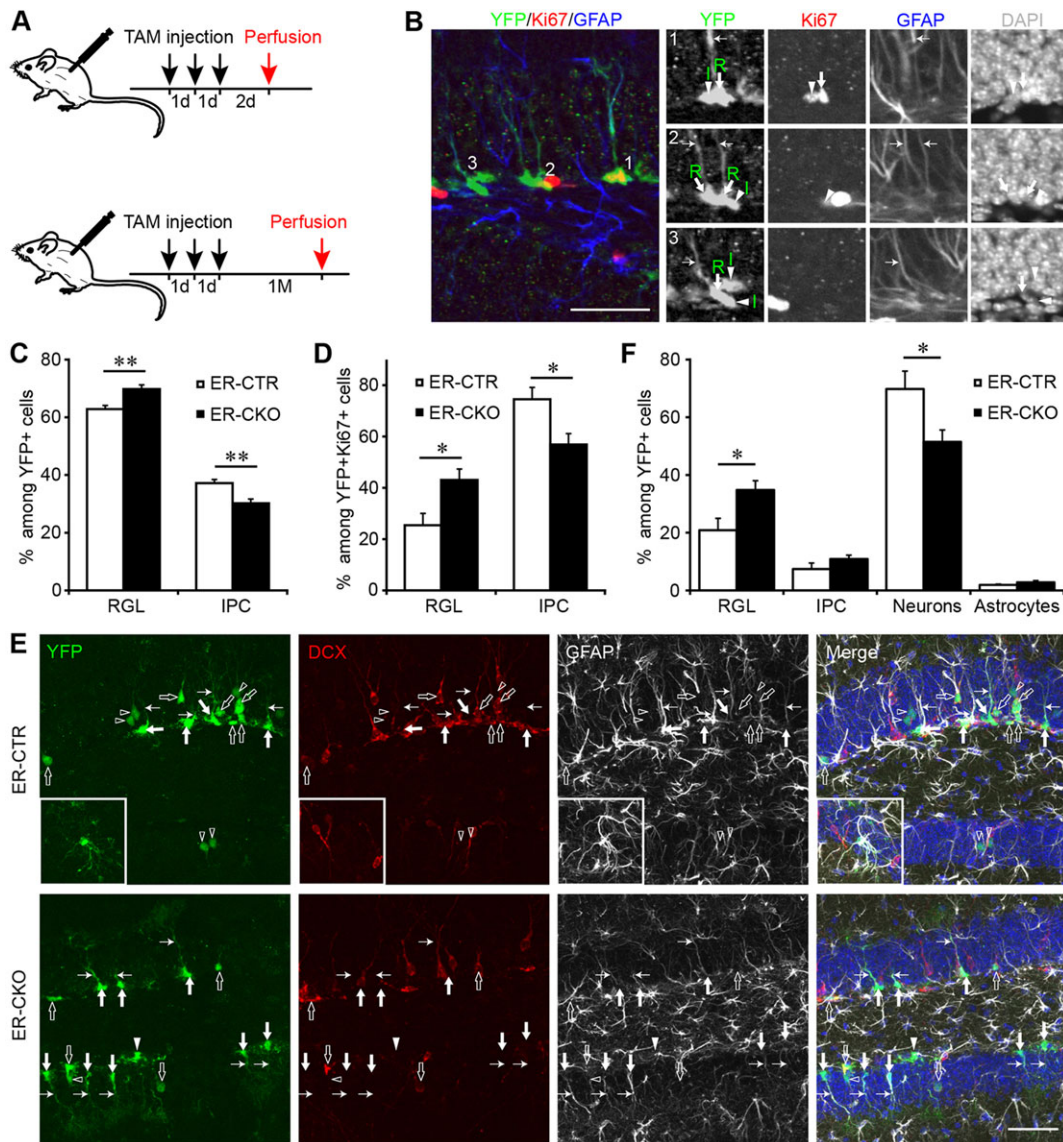 A
TAM injection Perfusion
1d 1d 2d
TAM injection Perfusion
1d 1d 1M
B
YFP/Ki67/GFAP
YFP Ki67 GFAP DAPI
3 2 1
1
I R
2
R R I
3
R I
I
C
% among YFP+ cells
80
60
40
20
0
** **
ER-CTR
ER-CKO
RGL IPC
D
% among YFP+Ki67+ cells
80
60
40
20
0
* *
ER-CTR
ER-CKO
RGL IPC
F
% among YFP+ cells
80
60
40
20
0
* *
ER-CTR
ER-CKO
RGL IPC Neurons Astrocytes
E
YFP DCX GFAP Merge
ER-CTR
ER-CKO